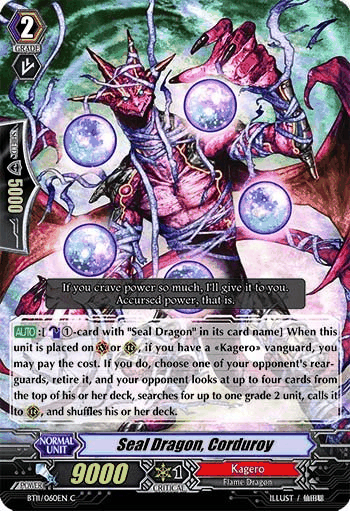 2
GRADE
SHIELD
5000
If you crave power so much, I'll give it to you.
Accursed power, that is.
AUTO:[①-card with "Seal Dragon" in its card name] When this
unit is placed on or , if you have a «Kagero» vanguard, you
may pay the cost. If you do, choose one of your opponent's rear-
guards, retire it, and your opponent looks at up to four cards from
the top of his or her deck, searches for up to one grade 2 unit, calls it
to , and shuffles his or her deck.
NORMAL
UNIT
Seal Dragon, Corduroy
POWER
9000
1
CRITICAL
Kagero
Flame Dragon
BT11/060EN C
ILLUST / 仙田聡